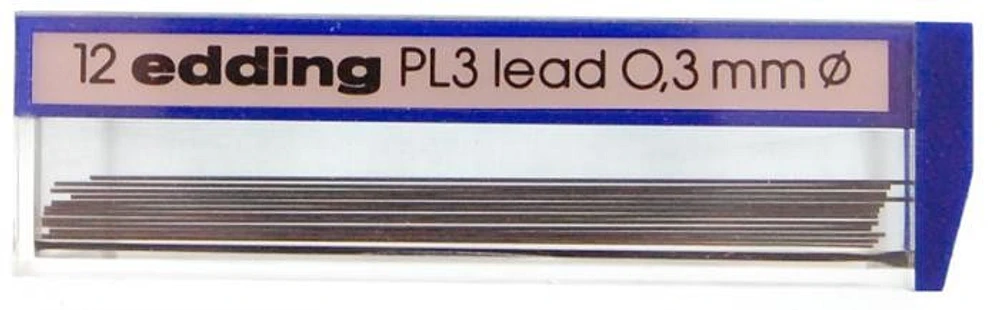 12 edding PL3 lead 0,3 mm ø